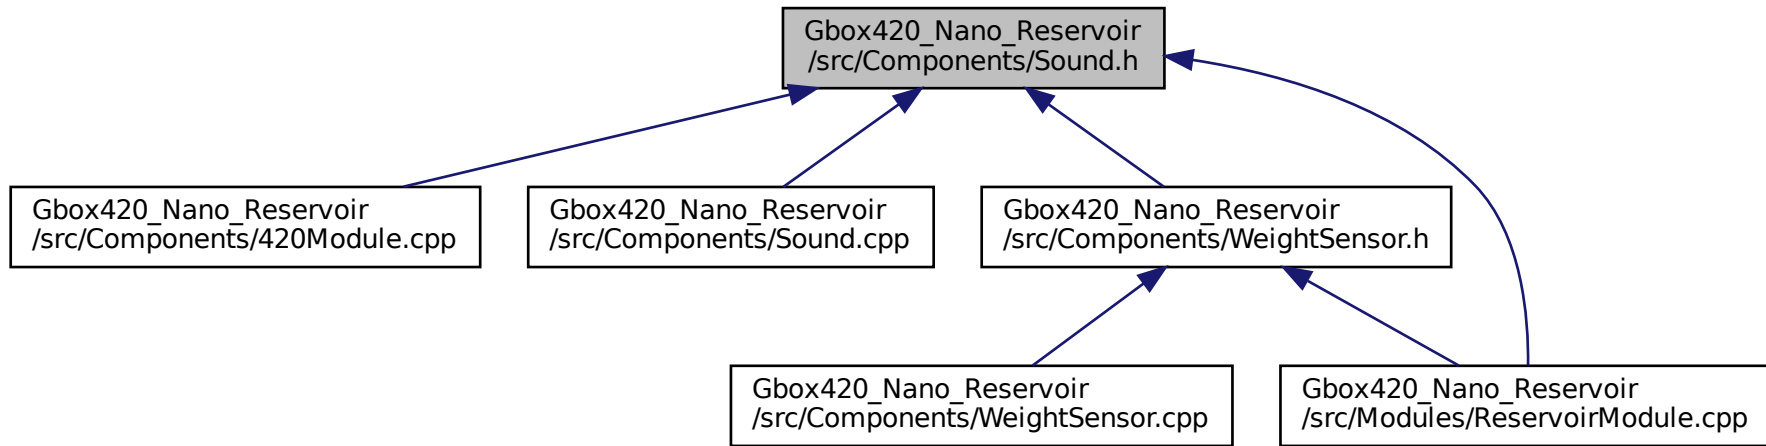 Gbox420_Nano_Reservoir
/src/Components/Sound.h
Gbox420_Nano_Reservoir
/src/Components/420Module.cpp
Gbox420_Nano_Reservoir
/src/Components/Sound.cpp
Gbox420_Nano_Reservoir
/src/Components/WeightSensor.h
Gbox420_Nano_Reservoir
/src/Components/WeightSensor.cpp
Gbox420_Nano_Reservoir
/src/Modules/ReservoirModule.cpp